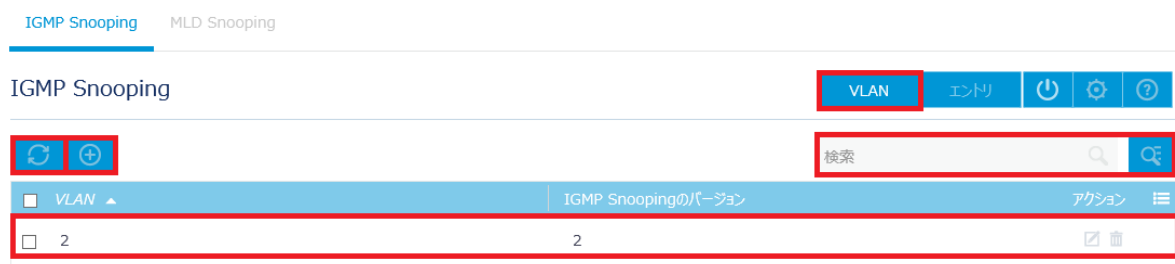 IGMP Snooping MLD Snooping
IGMP Snooping
VLAN エントリ
検索
VLAN IGMP Snoopingのバージョン アクション
2 2